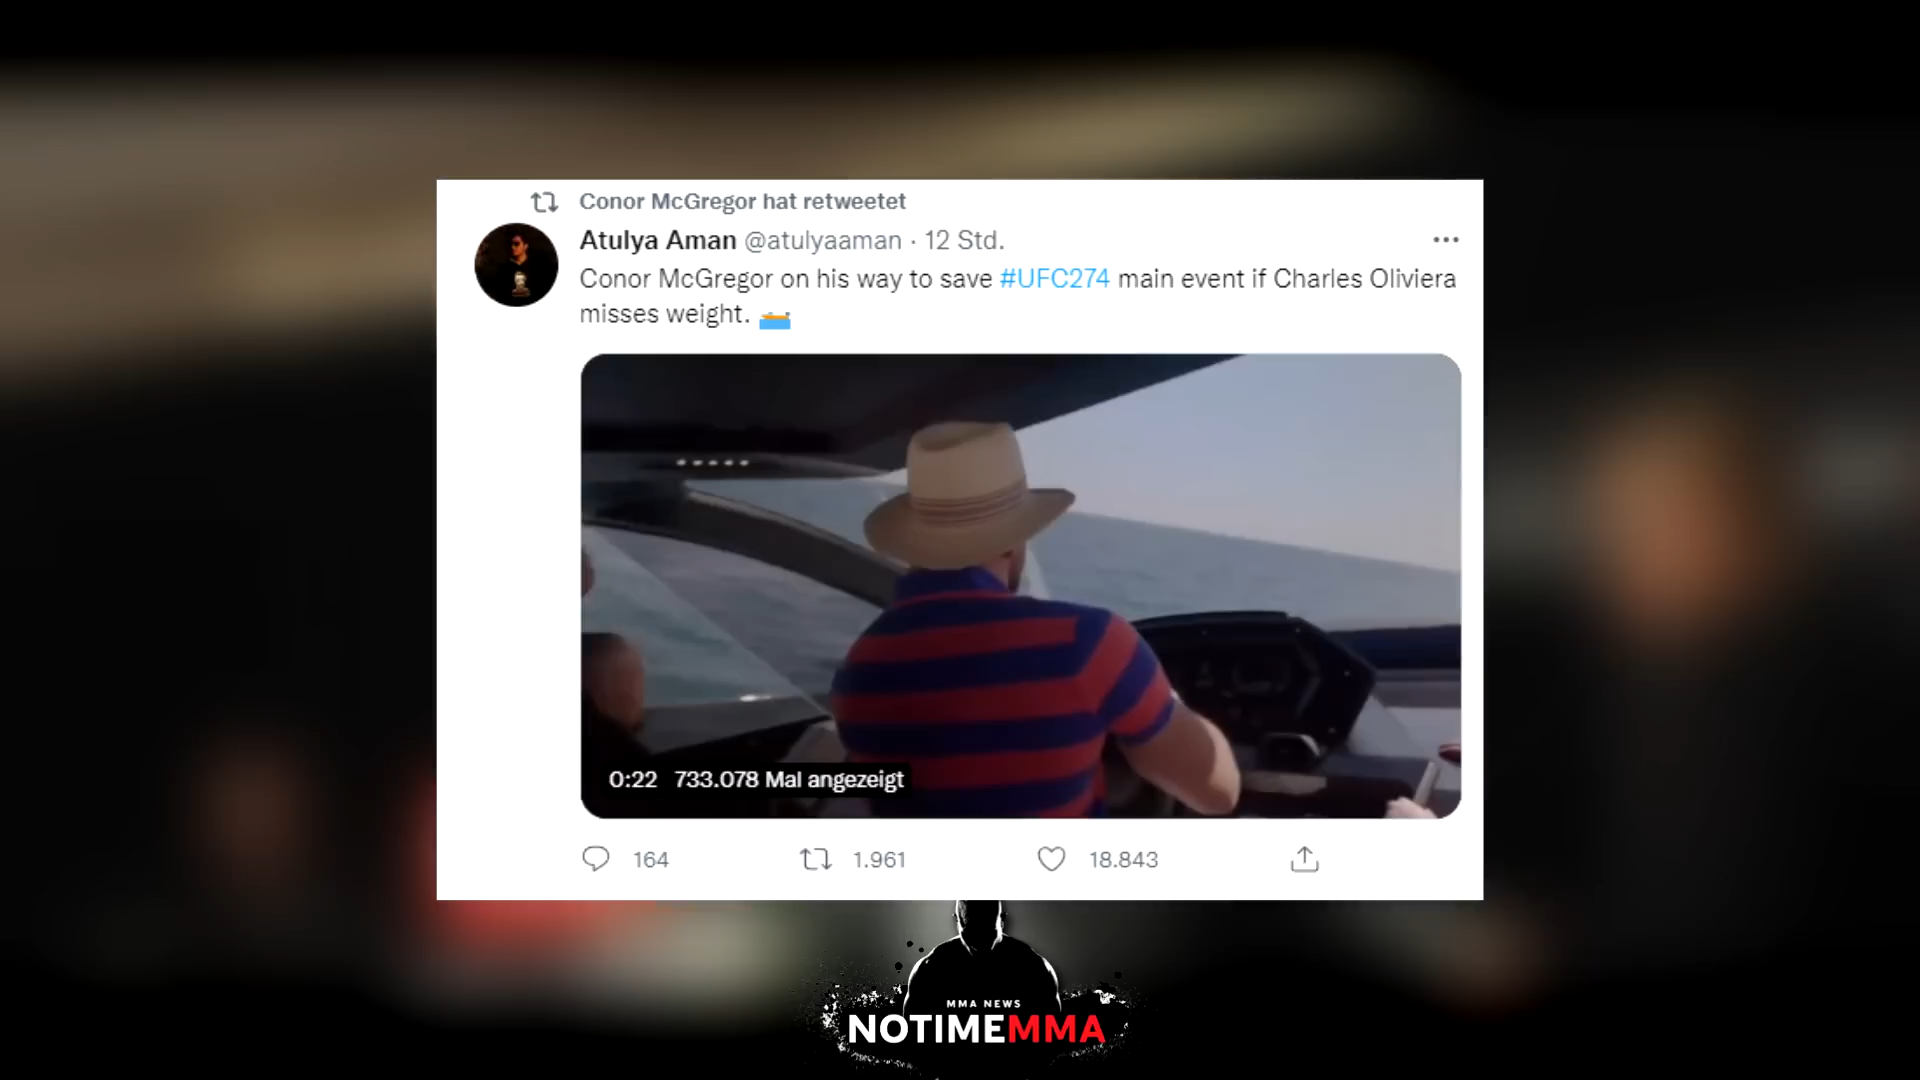 Conor McGregor hat retweetet
Atulya Aman @atulyaaman · 12 Std.
Conor McGregor on his way to save #UFC274 main event if Charles Oliviera
misses weight.
0:22 733.078 Mal angezeigt
164 1.961 18.843
MMA NEWS
NOTIMEMMA